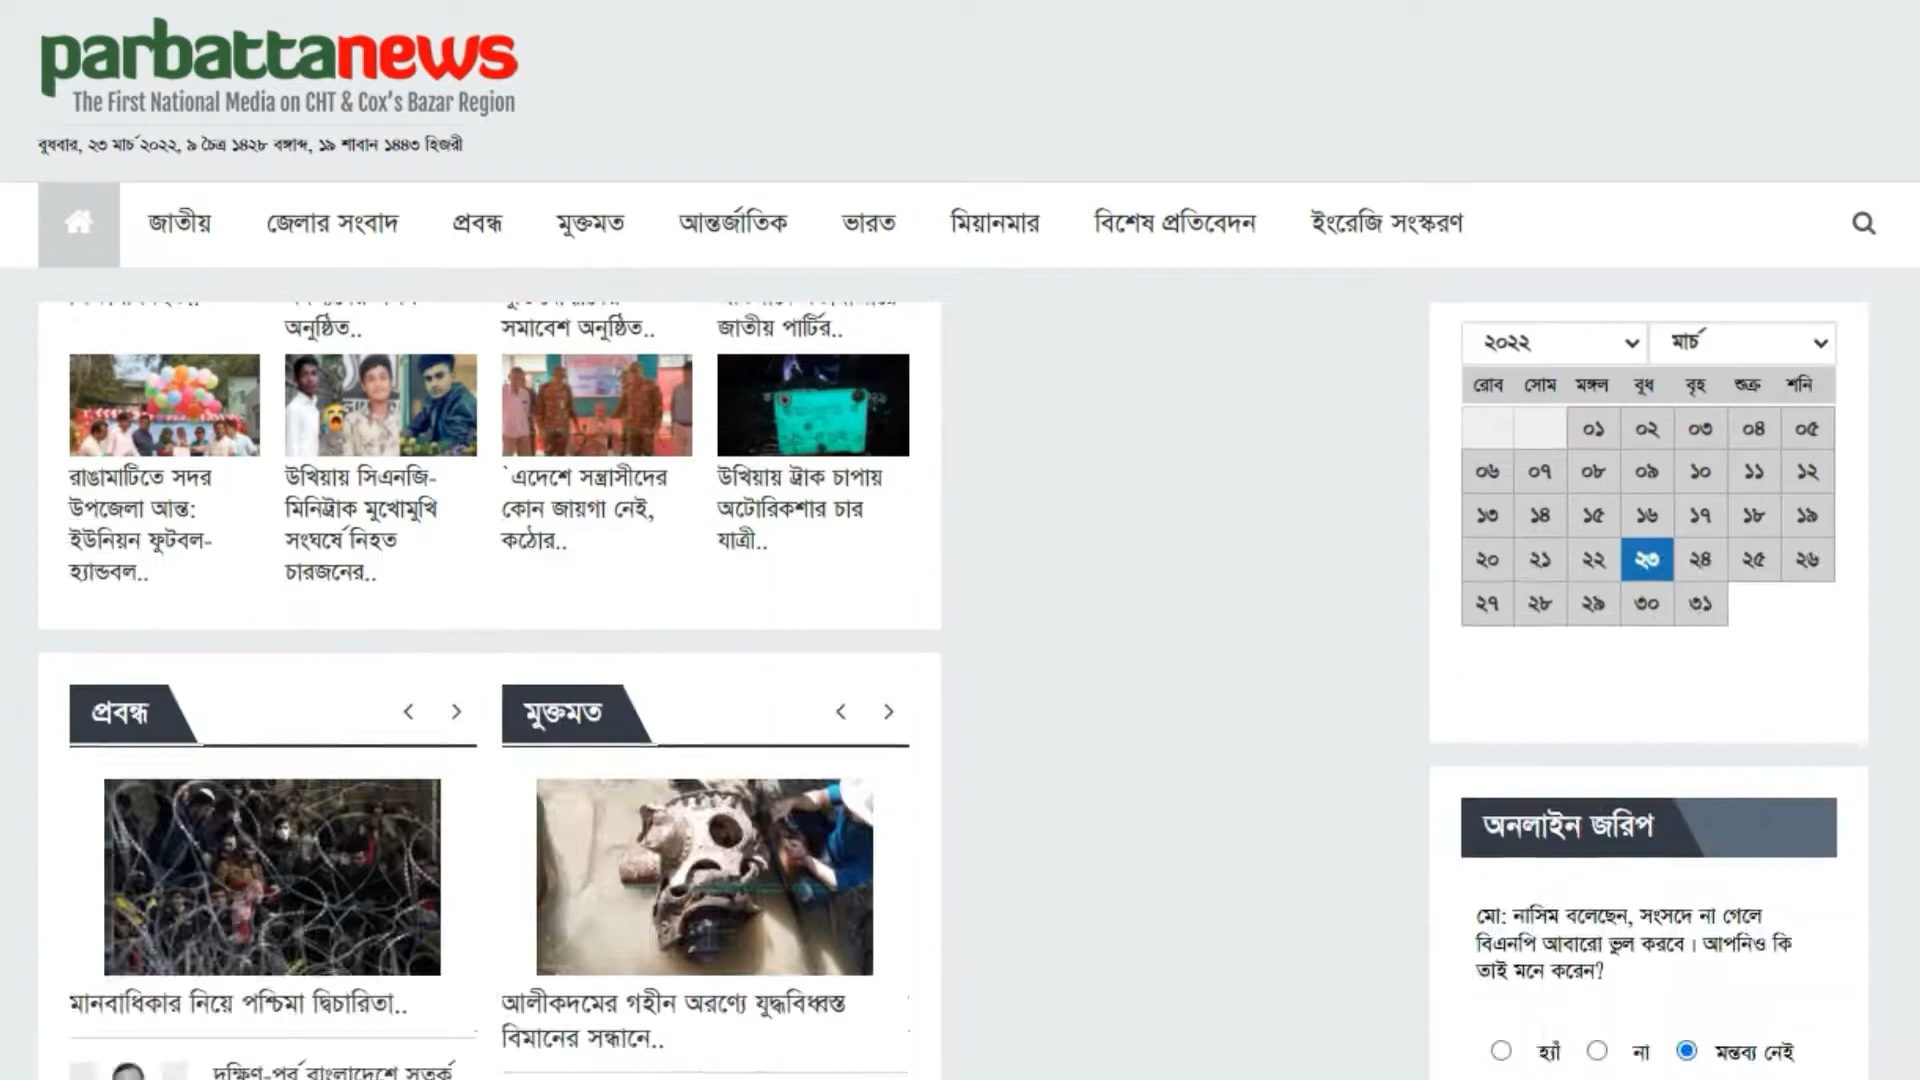 parbattanews
The First National Media on CHT & Cox's Bazar Region
বুধবার, ২৩ মার্চ ২০২২, ৯ চৈত্র ১৪২৮ বঙ্গাব্দ, ১৯ শাবান ১৪৪৩ হিজরী
জাতীয় জেলার সংবাদ প্রবন্ধ মুক্তমত আন্তর্জাতিক ভারত মিয়ানমার বিশেষ প্রতিবেদন ইংরেজি সংস্করণ
অনুষ্ঠিত..
সমাবেশ অনুষ্ঠিত..
জাতীয় পার্টির..
রাঙামাটিতে সদর
উপজেলা আন্ত:
ইউনিয়ন ফুটবল-
হ্যান্ডবল..
উখিয়ায় সিএনজি-
মিনিট্রাক মুখোমুখি
সংঘর্ষে নিহত
চারজনের..
`এদেশে সন্ত্রাসীদের
কোন জায়গা নেই,
কঠোর..
উখিয়ায় ট্রাক চাপায়
অটোরিকশার চার
যাত্রী..
প্রবন্ধ
মানবাধিকার নিয়ে পশ্চিমা দ্বিচারিতা..
দক্ষিণ-পূর্ব বাংলাদেশে সতর্ক
মুক্তমত
আলীকদমের গহীন অরণ্যে যুদ্ধবিধ্বস্ত
বিমানের সন্ধানে..
২০২২ মার্চ
রোব সোম মঙ্গল বুধ বৃহ শুক্র শনি
০১ ০২ ০৩ ০৪ ০৫
০৬ ০৭ ০৮ ০৯ ১০ ১১ ১২
১৩ ১৪ ১৫ ১৬ ১৭ ১৮ ১৯
২০ ২১ ২২ ২৩ ২৪ ২৫ ২৬
২৭ ২৮ ২৯ ৩০ ৩১
অনলাইন জরিপ
মো: নাসিম বলেছেন, সংসদে না গেলে
বিএনপি আবারো ভুল করবে। আপনিও কি
তাই মনে করেন?
হ্যাঁ না মন্তব্য নেই